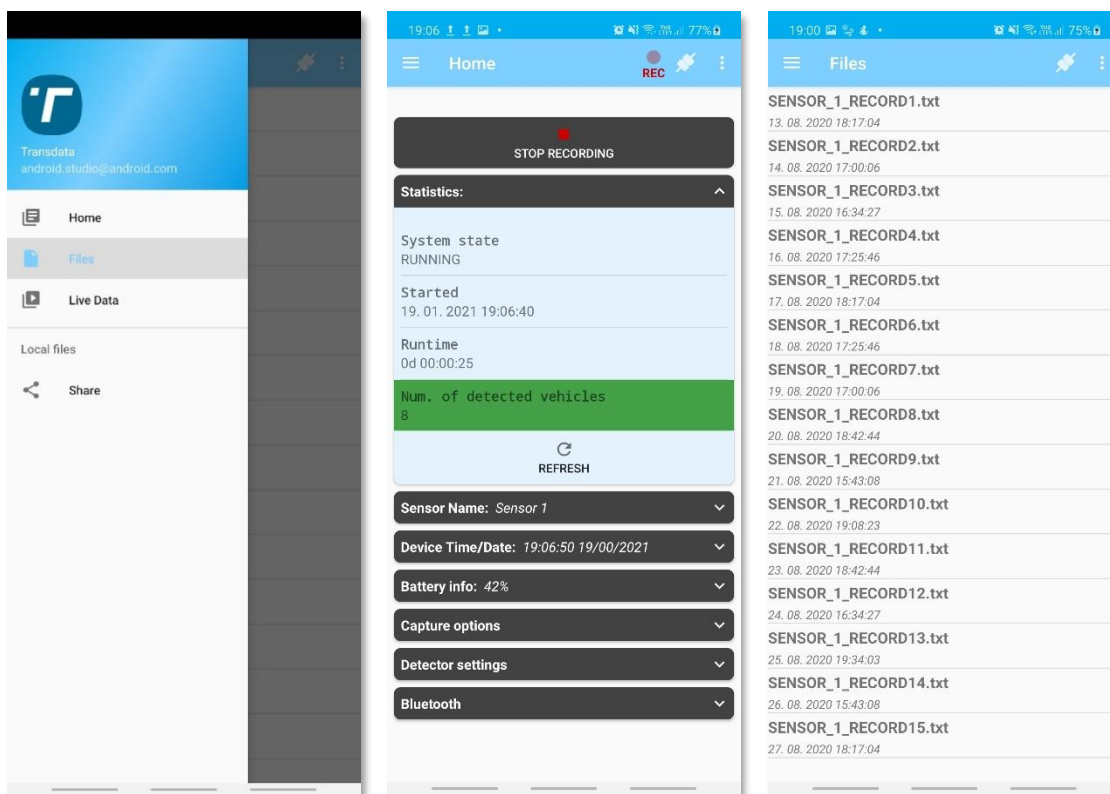 Transdata
android.studio@android.com
Home
Files
Live Data
Local files
Share
19:06 77%
Home
REC
STOP RECORDING
Statistics:
System state
RUNNING
Started
19. 01. 2021 19:06:40
Runtime
0d 00:00:25
Num. of detected vehicles
8
REFRESH
Sensor Name: Sensor 1
Device Time/Date: 19:06:50 19/00/2021
Battery info: 42%
Capture options
Detector settings
Bluetooth
19:00 75%
Files
SENSOR_1_RECORD1.txt
13. 08. 2020 18:17:04
SENSOR_1_RECORD2.txt
14. 08. 2020 17:00:06
SENSOR_1_RECORD3.txt
15. 08. 2020 16:34:27
SENSOR_1_RECORD4.txt
16. 08. 2020 17:25:46
SENSOR_1_RECORD5.txt
17. 08. 2020 18:17:04
SENSOR_1_RECORD6.txt
18. 08. 2020 17:25:46
SENSOR_1_RECORD7.txt
19. 08. 2020 17:00:06
SENSOR_1_RECORD8.txt
20. 08. 2020 18:42:44
SENSOR_1_RECORD9.txt
21. 08. 2020 15:43:08
SENSOR_1_RECORD10.txt
22. 08. 2020 19:08:23
SENSOR_1_RECORD11.txt
23. 08. 2020 18:42:44
SENSOR_1_RECORD12.txt
24. 08. 2020 16:34:27
SENSOR_1_RECORD13.txt
25. 08. 2020 19:34:03
SENSOR_1_RECORD14.txt
26. 08. 2020 15:43:08
SENSOR_1_RECORD15.txt
27. 08. 2020 18:17:04